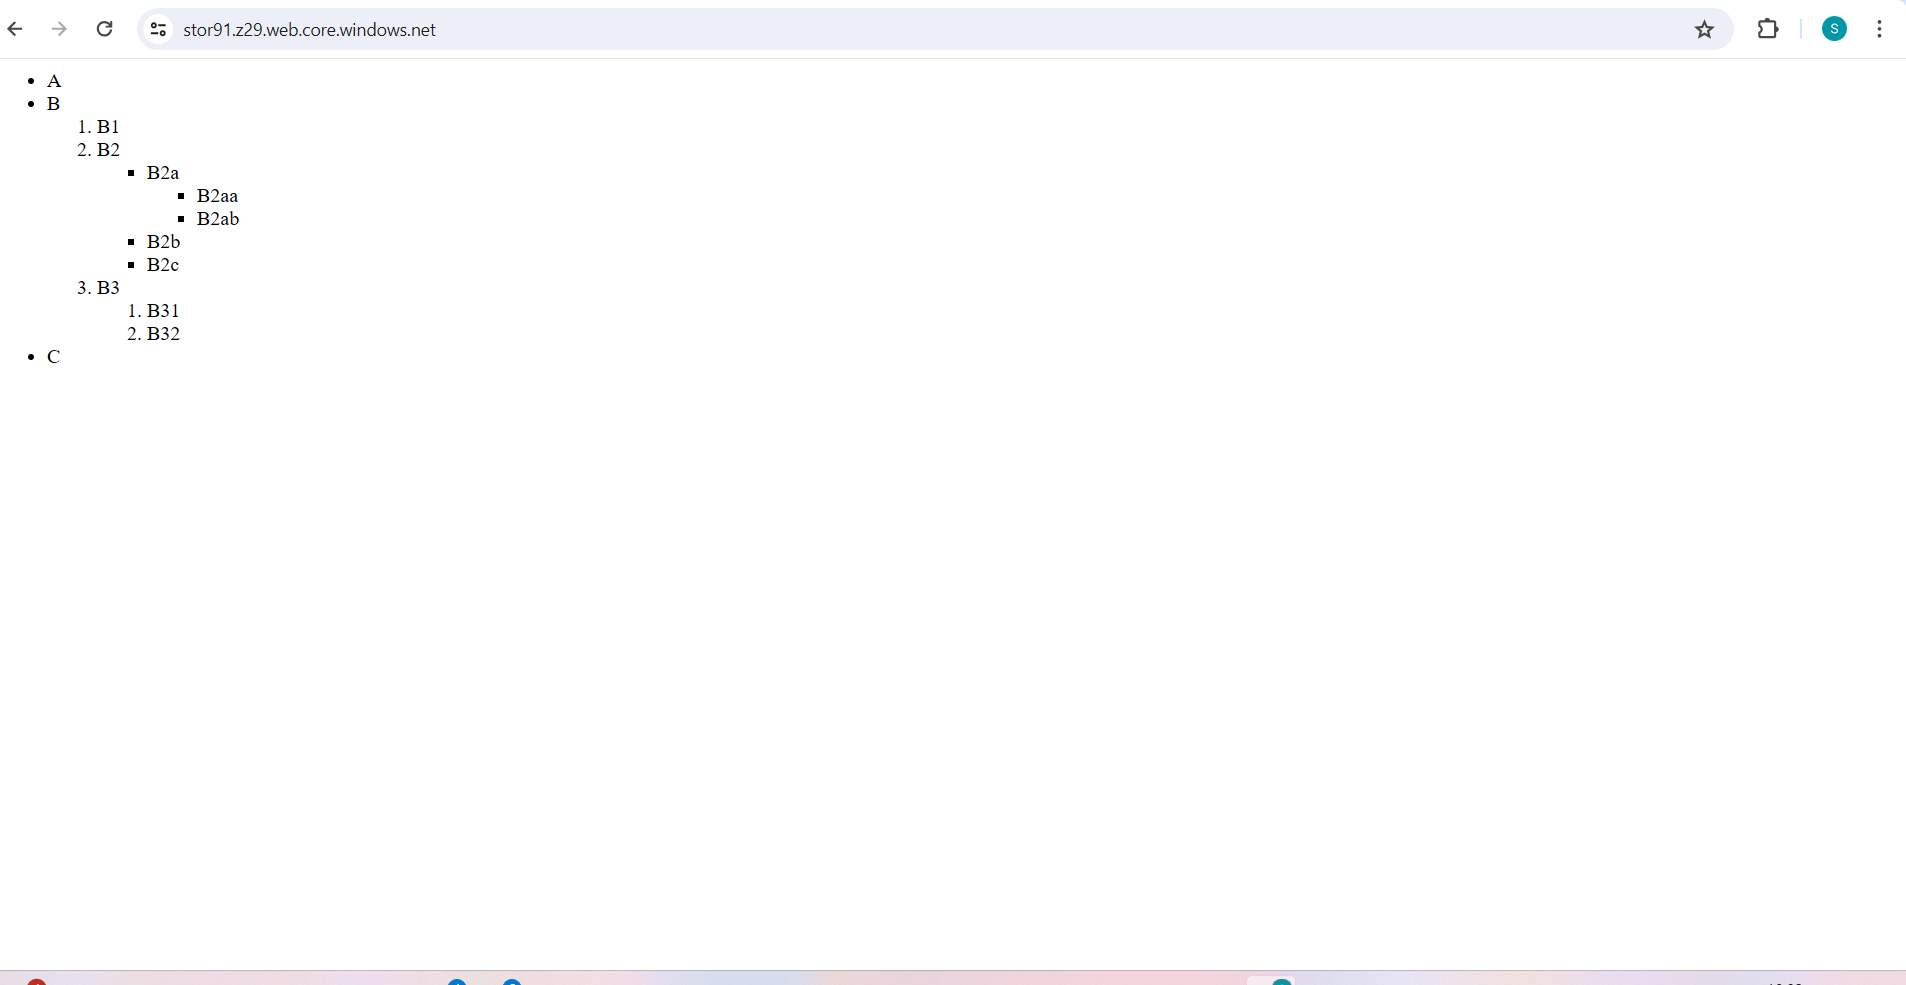 stor91.z29.web.core.windows.net
S
• A
• B
1. B1
2. B2
▪ B2a
▪ B2aa
▪ B2ab
▪ B2b
▪ B2c
3. B3
1. B31
2. B32
• C